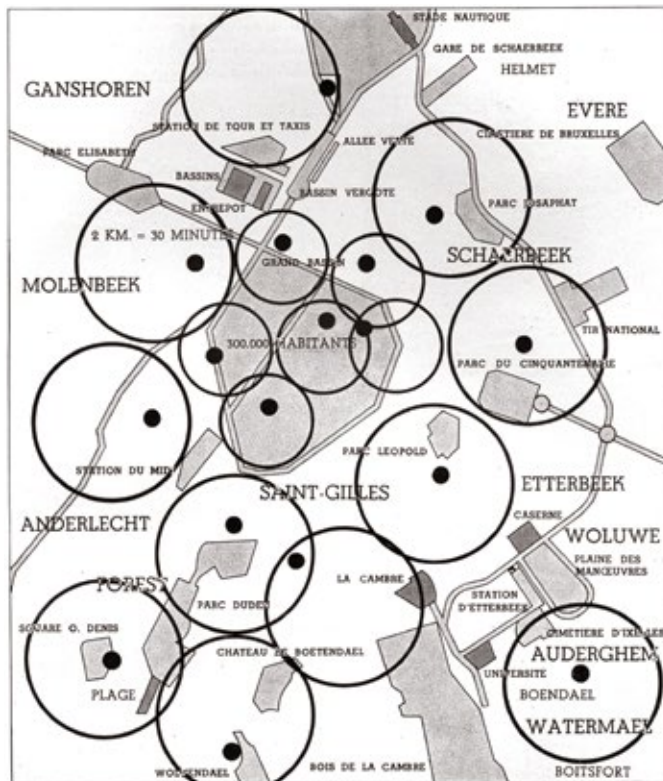 STADE NAUTIQUE
GARE DE SCHAERBEEK
HELMET
GANSHOREN
EVERE
STATION DE TOUR ET TAXIS
CIMETIERE DE BRUXELLES
ALLEE VERTE
PARC ELISABETH
BASSINS
BASSIN VERGOTE
ENTREPOT
PARC JOSAPHAT
2 KM. = 30 MINUTES
GRAND BASSIN
SCHAERBEEK
MOLENBEEK
TIR NATIONAL
300.000 HABITANTS
PARC DU CINQUANTENAIRE
PARC LEOPOLD
STATION DU MIDI
SAINT-GILLES
ETTERBEEK
ANDERLECHT
CASERNE
WOLUWE
PLAINE DES
MANŒUVRES
LA CAMBRE
STATION
D'ETTERBEEK
FOREST
PARC DUDEN
SQUARE O. DENIS
CIMETIERE D'IXELLES
CHATEAU DE BOETENDAEL
AUDERGHEM
UNIVERSITE
PLAGE
BOENDAEL
WATERMAEL
WOLSENDAEL
BOIS DE LA CAMBRE
BOITSFORT